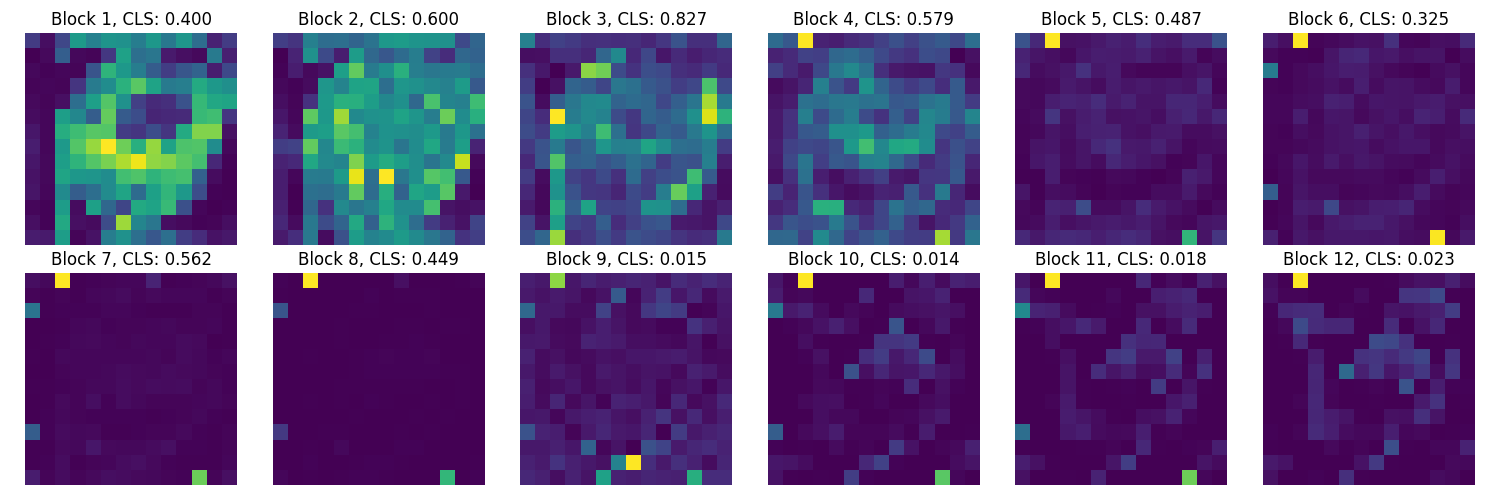 Block 1, CLS: 0.400
Block 2, CLS: 0.600
Block 3, CLS: 0.827
Block 4, CLS: 0.579
Block 5, CLS: 0.487
Block 6, CLS: 0.325
Block 7, CLS: 0.562
Block 8, CLS: 0.449
Block 9, CLS: 0.015
Block 10, CLS: 0.014
Block 11, CLS: 0.018
Block 12, CLS: 0.023